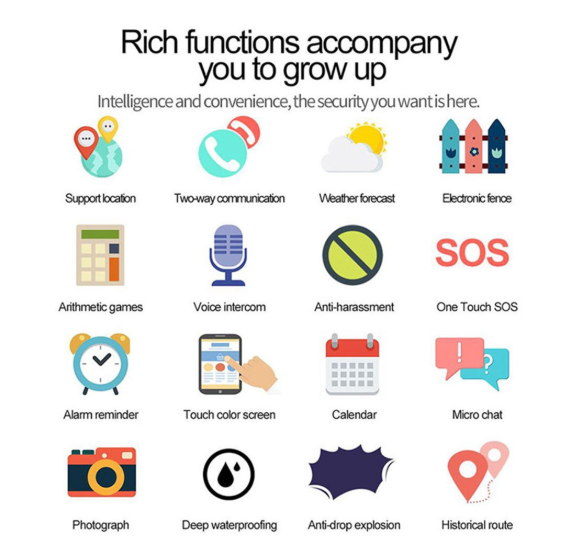 Rich functions accompany
you to grow up
Intelligence and convenience, the security you want is here.
Support location
Two-way communication
Weather forecast
Electronic fence
SOS
Arithmetic games
Voice intercom
Anti-harassment
One Touch SOS
!
?
Alarm reminder
Touch color screen
Calendar
Micro chat
Photograph
Deep waterproofing
Anti-drop explosion
Historical route